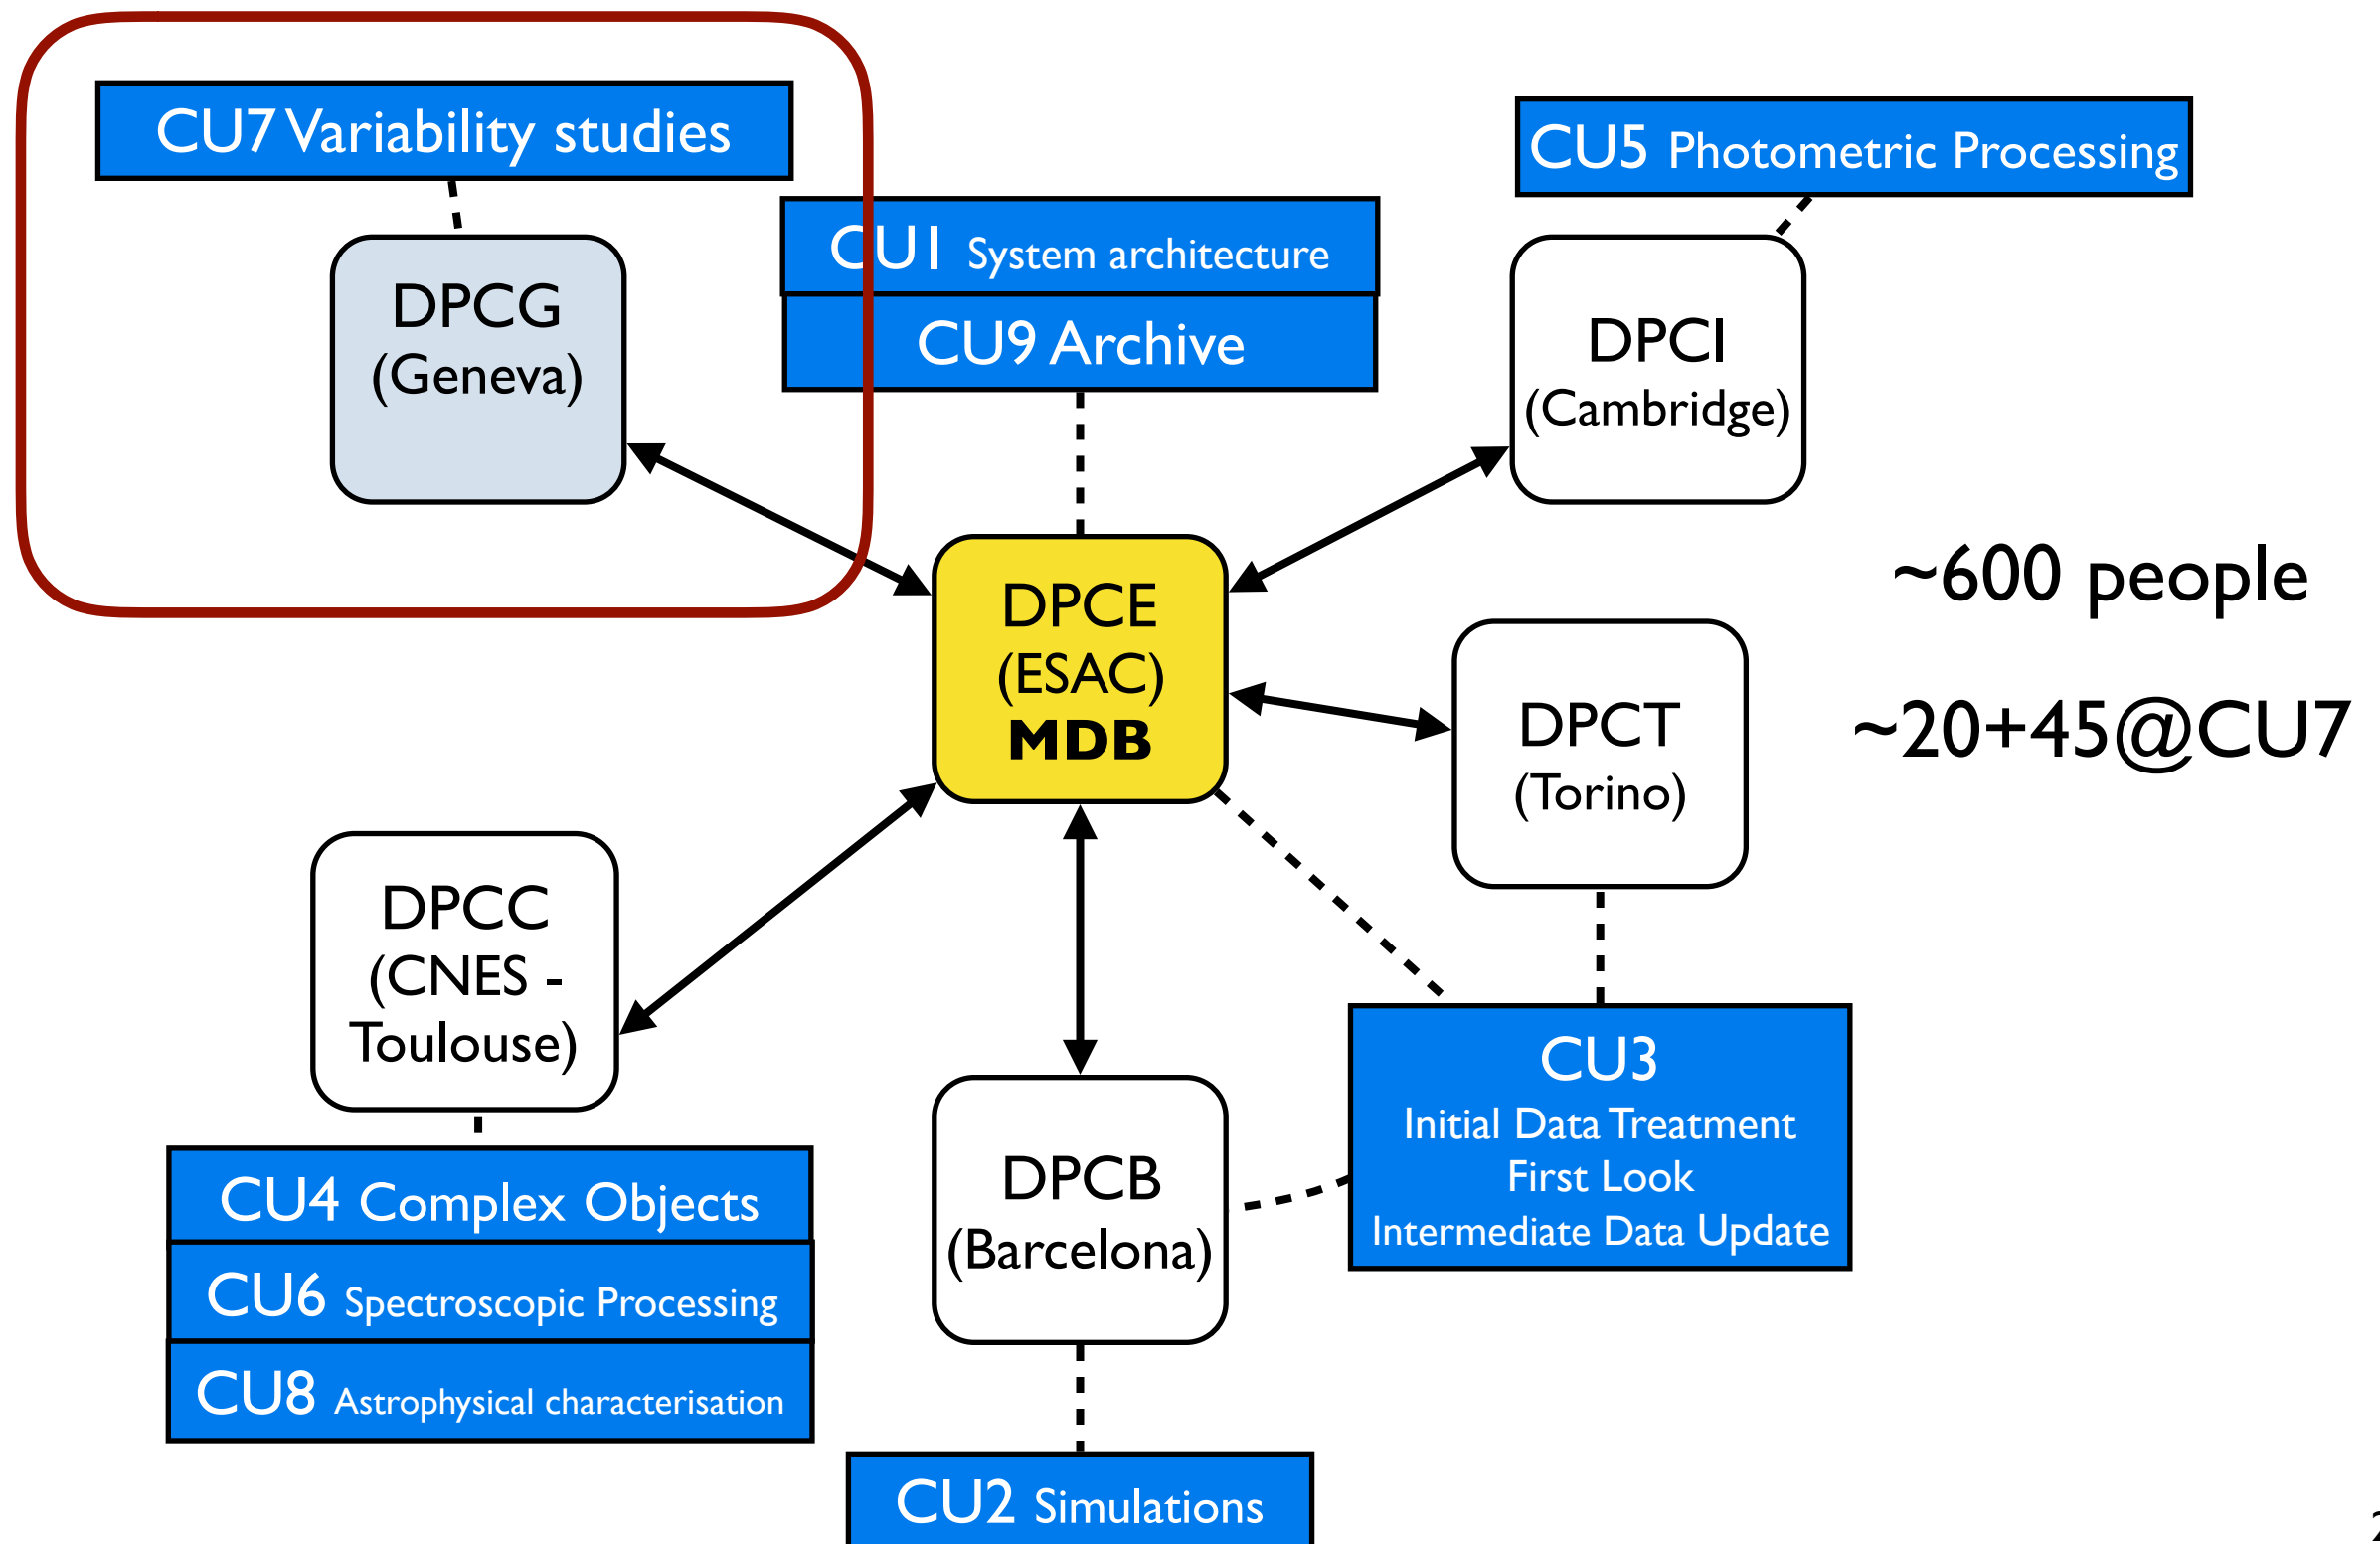 CU7 Variability studies
CU5 Photometric Processing
CU1 System architecture
CU9 Archive
DPCG
(Geneva)
DPCI
(Cambridge)
~600 people
~20+45@CU7
DPCE
(ESAC)
MDB
DPCT
(Torino)
DPCC
(CNES -
Toulouse)
CU3
Initial Data Treatment
First Look
Intermediate Data Update
DPCB
(Barcelona)
CU4 Complex Objects
CU6 Spectroscopic Processing
CU8 Astrophysical characterisation
CU2 Simulations